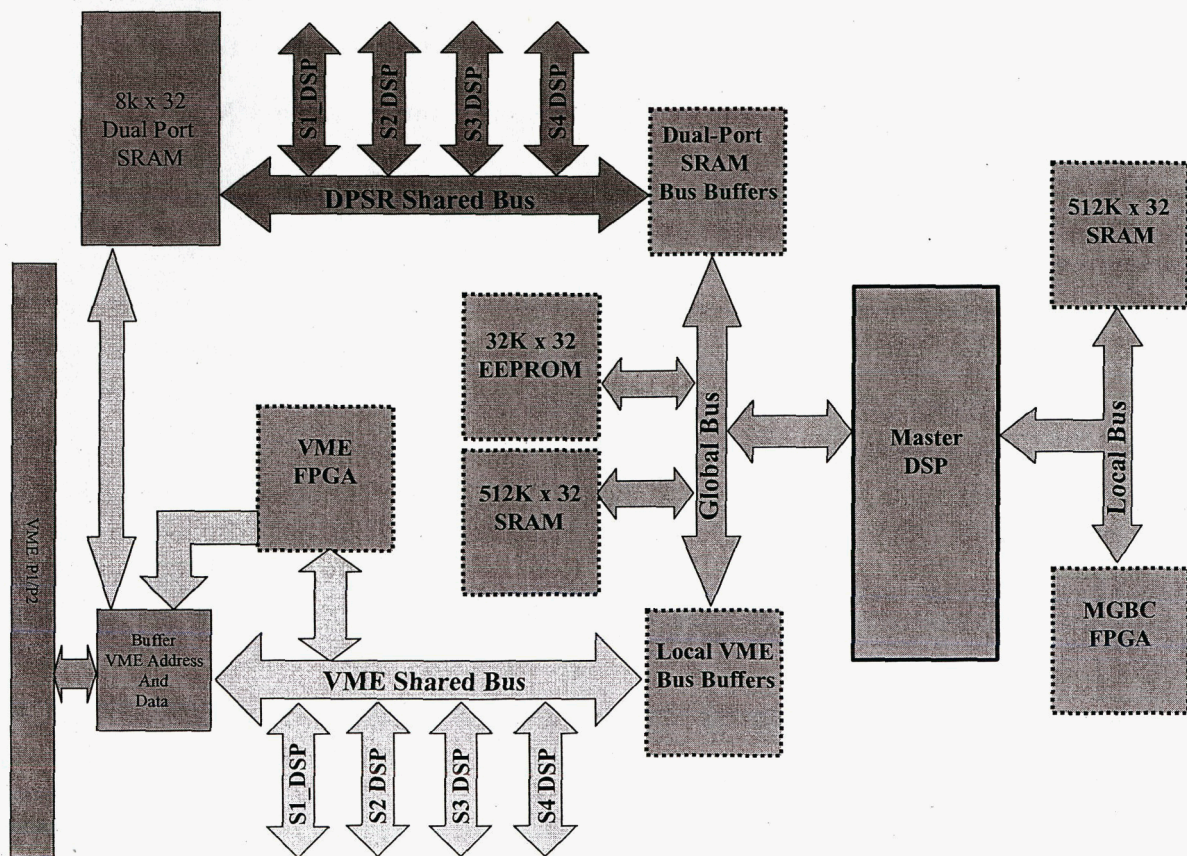 8k x 32
Dual Port
SRAM
S1_DSP
S2 DSP
S3 DSP
S4 DSP
DPSR Shared Bus
Dual-Port
SRAM
Bus Buffers
512K x 32
SRAM
32K x 32
EEPROM
512K x 32
SRAM
Global Bus
Master
DSP
Local Bus
MGBC
FPGA
VME
FPGA
VME P1/P2
Buffer
VME Address
And
Data
VME Shared Bus
Local VME
Bus Buffers
S1_DSP
S2 DSP
S3 DSP
S4 DSP